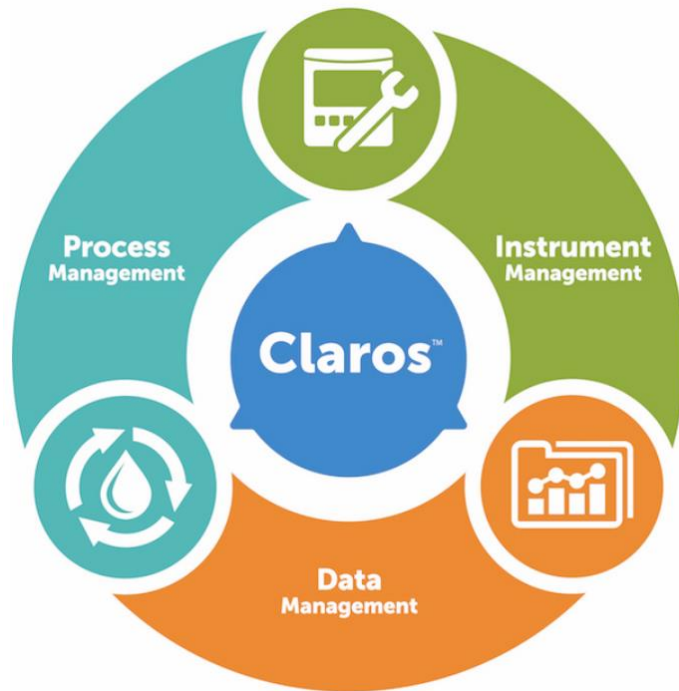 Process
Management
Instrument
Management
Claros™
Data
Management